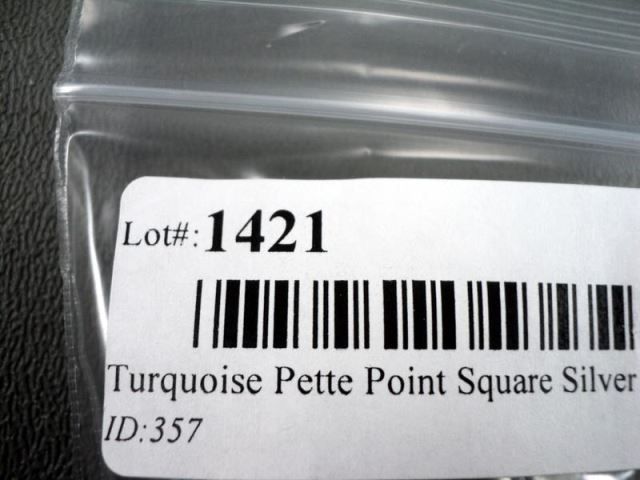 Lot#:1421
Turquoise Pette Point Square Silver
ID:357